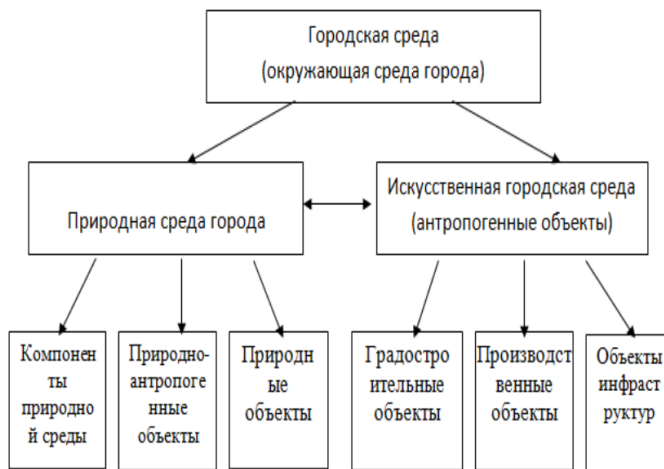 Городская среда
(окружающая среда города)
Природная среда города
Искусственная городская среда
(антропогенные объекты)
Компонен
ты
природно
й среды
Природно-
антропоге
нные
объекты
Природн
ые
объекты
Градостро
ительные
объекты
Производст
венные
объекты
Объекты
инфраст
руктур